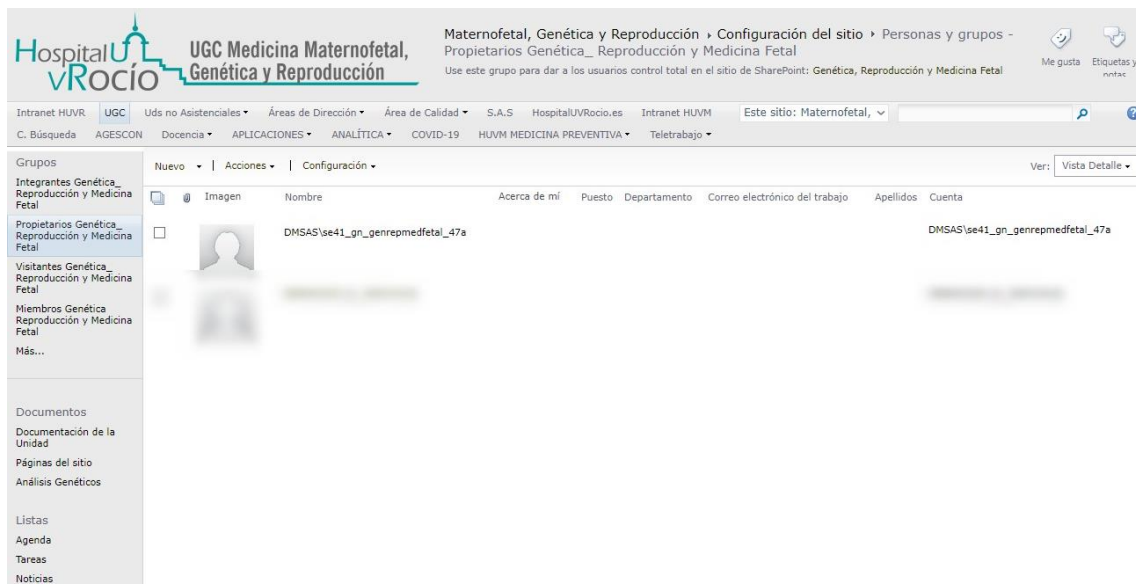 Hospital U
vRocío
UGC Medicina Maternofetal,
Genética y Reproducción
Maternofetal, Genética y Reproducción › Configuración del sitio › Personas y grupos -
Propietarios Genética_ Reproducción y Medicina Fetal
Use este grupo para dar a los usuarios control total en el sitio de SharePoint: Genética, Reproducción y Medicina Fetal
Me gusta
Etiquetas y
notas
Intranet HUVR UGC Uds no Asistenciales Áreas de Dirección Área de Calidad S.A.S HospitalUVRocio.es Intranet HUVM Este sitio: Maternofetal,
C. Búsqueda AGESCON Docencia APLICACIONES ANALÍTICA COVID-19 HUVM MEDICINA PREVENTIVA Teletrabajo
Grupos
Integrantes Genética_
Reproducción y Medicina
Fetal
Propietarios Genética_
Reproducción y Medicina
Fetal
Visitantes Genética_
Reproducción y Medicina
Fetal
Miembros Genética
Reproducción y Medicina
Fetal
Más...
Documentos
Documentación de la
Unidad
Páginas del sitio
Análisis Genéticos
Listas
Agenda
Tareas
Noticias
Nuevo | Acciones | Configuración
Ver: Vista Detalle
Imagen Nombre Acerca de mí Puesto Departamento Correo electrónico del trabajo Apellidos Cuenta
DMSAS\se41_gn_genrepmedfetal_47a DMSAS\se41_gn_genrepmedfetal_47a